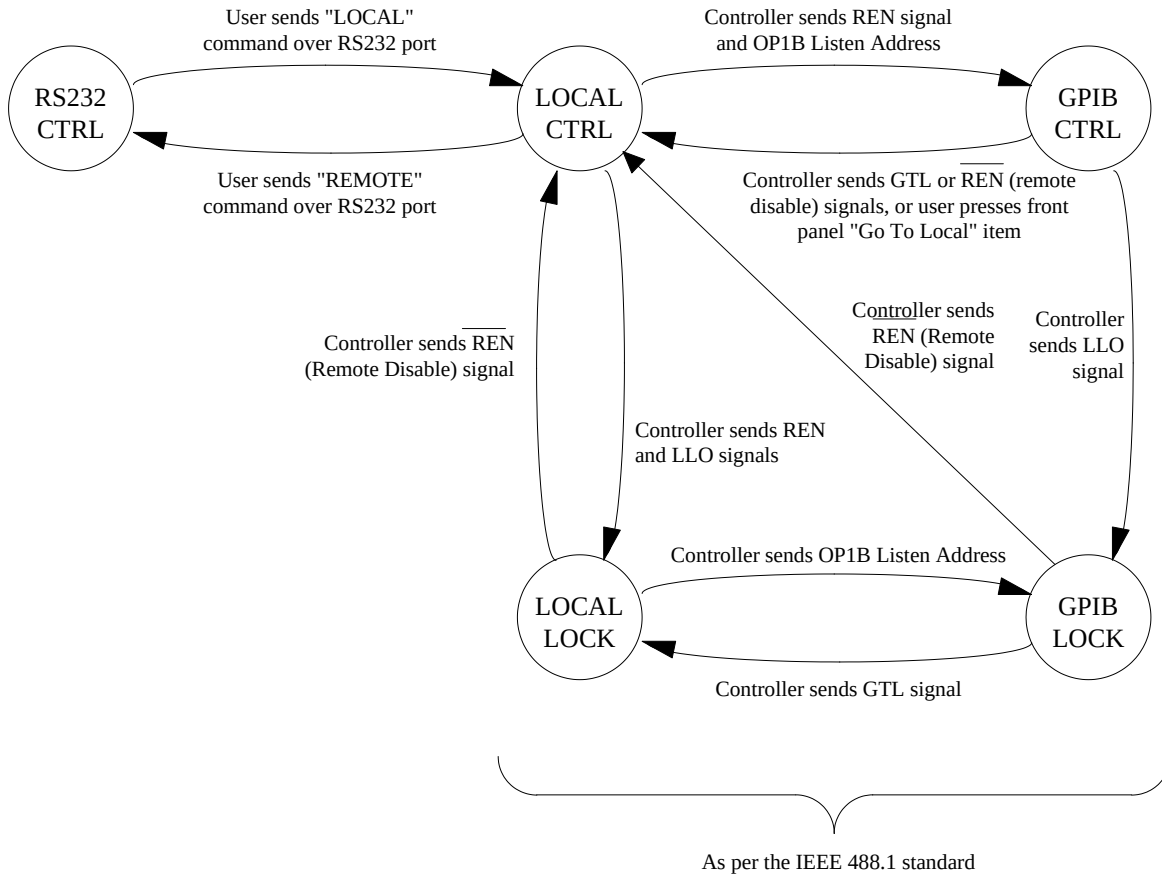 User sends "LOCAL"
command over RS232 port
Controller sends REN signal
and OP1B Listen Address
RS232
CTRL
LOCAL
CTRL
GPIB
CTRL
User sends "REMOTE"
command over RS232 port
Controller sends GTL or R̅E̅N̅ (remote
disable) signals, or user presses front
panel "Go To Local" item
Controller sends R̅E̅N̅
(Remote Disable) signal
Controller sends
R̅E̅N̅ (Remote
Disable) signal
Controller
sends LLO
signal
Controller sends REN
and LLO signals
Controller sends OP1B Listen Address
LOCAL
LOCK
GPIB
LOCK
Controller sends GTL signal
As per the IEEE 488.1 standard